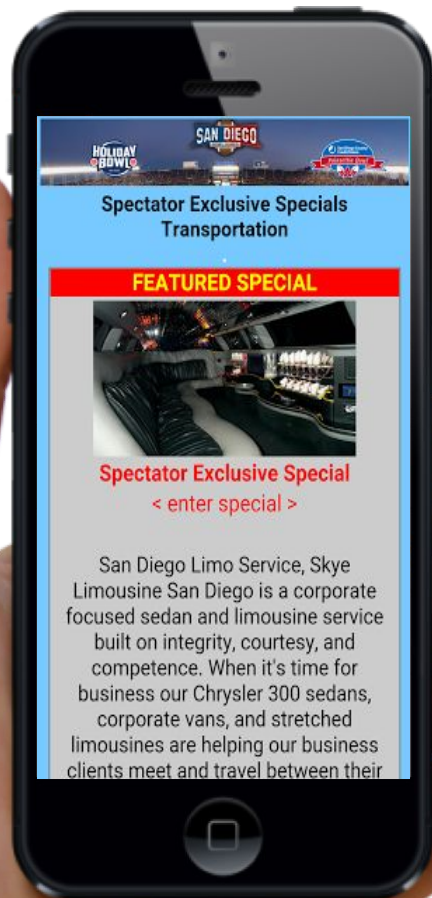 HOLIDAY
BOWL
SAN DIEGO
Poinsettia Bowl
Spectator Exclusive Specials
Transportation
FEATURED SPECIAL
Spectator Exclusive Special
< enter special >
San Diego Limo Service, Skye
Limousine San Diego is a corporate
focused sedan and limousine service
built on integrity, courtesy, and
competence. When it's time for
business our Chrysler 300 sedans,
corporate vans, and stretched
limousines are helping our business
clients meet and travel between their